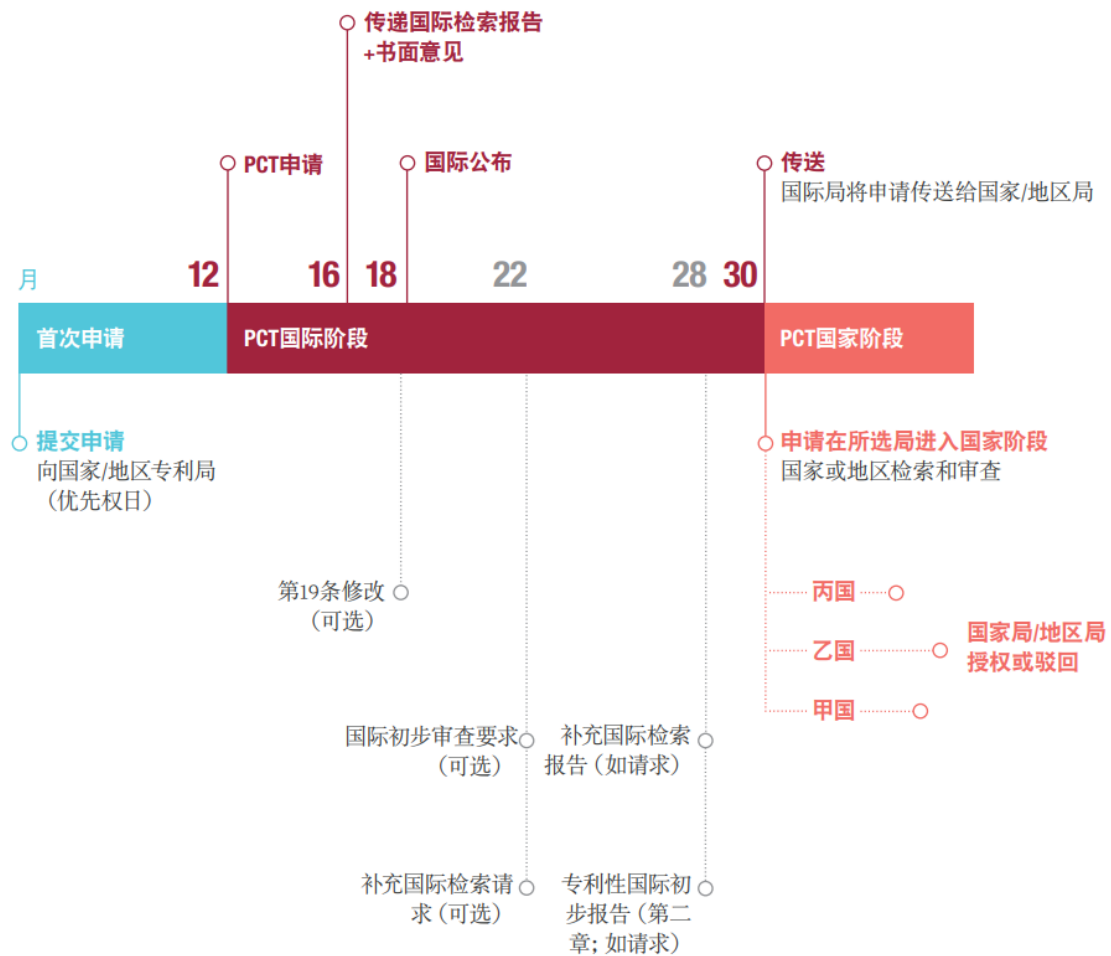 传递国际检索报告
+书面意见
PCT申请
国际公布
传送
国际局将申请传送给国家/地区局
月
12
16
18
22
28
30
首次申请
PCT国际阶段
PCT国家阶段
提交申请
向国家/地区专利局
（优先权日）
申请在所选局进入国家阶段
国家或地区检索和审查
第19条修改
（可选）
丙国
乙国
甲国
国家局/地区局
授权或驳回
国际初步审查要求
（可选）
补充国际检索
报告（如请求）
补充国际检索请
求（可选）
专利性国际初
步报告（第二
章；如请求）